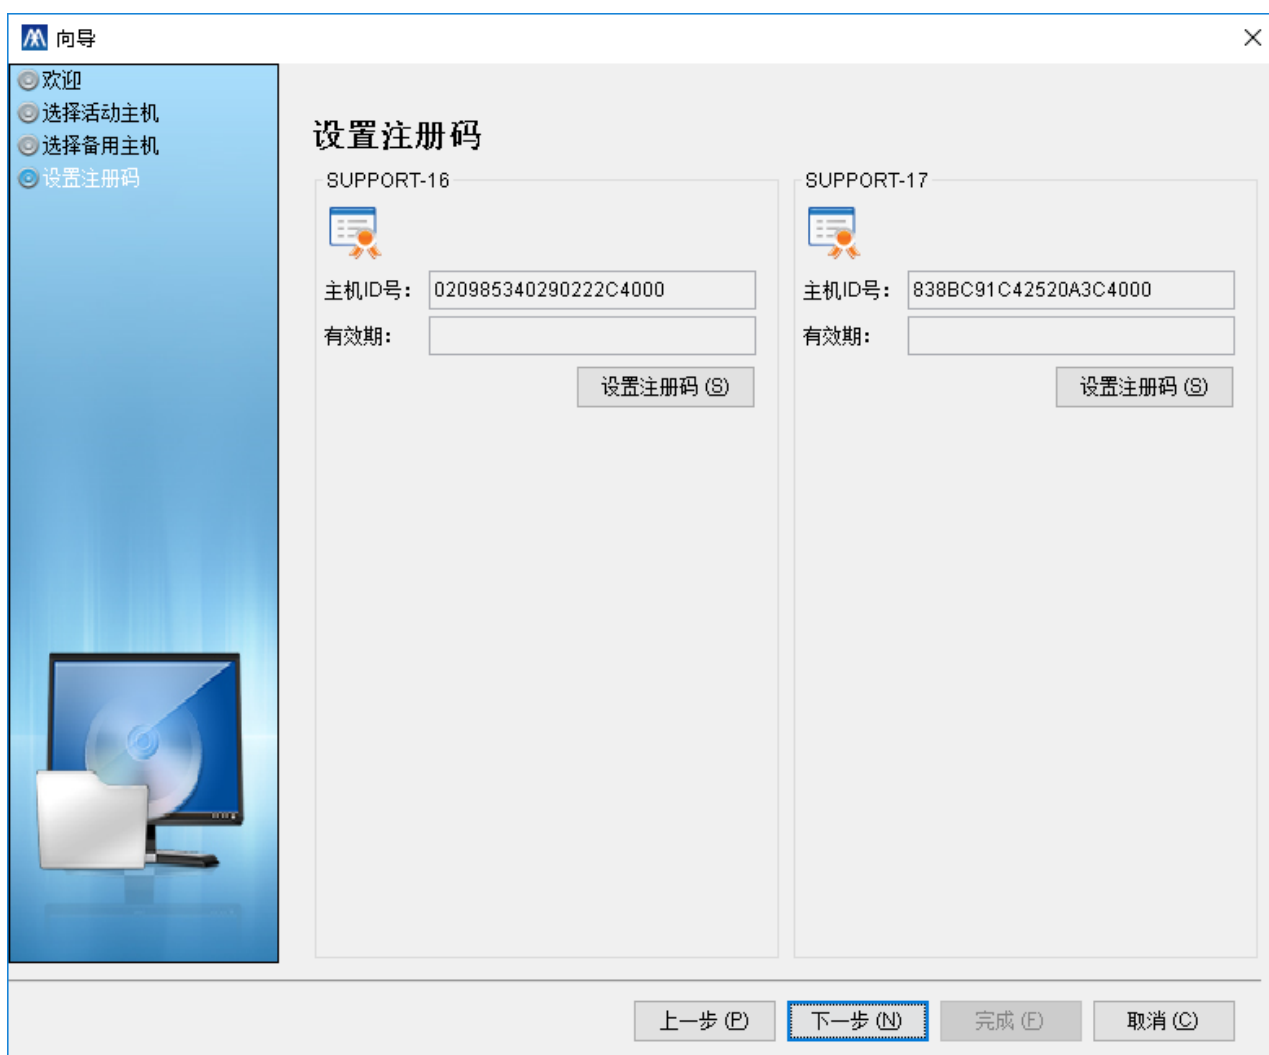 向导
欢迎
选择活动主机
选择备用主机
设置注册码
设置注册码
SUPPORT-16
主机ID号： 020985340290222C4000
有效期：
设置注册码 (S)
SUPPORT-17
主机ID号： 838BC91C42520A3C4000
有效期：
设置注册码 (S)
上一步 (P) 下一步 (N) 完成 (F) 取消 (C)